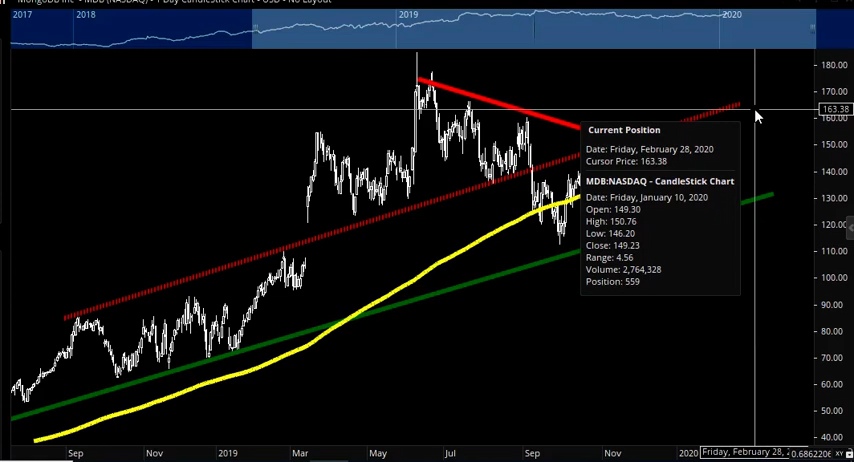 MongoDB Inc - MDB (NASDAQ) - 1 Day CandleStick Chart - USD - No Layout
2017
2018
2019
2020
180.00
170.00
163.38
160.00
150.00
140.00
130.00
120.00
110.00
100.00
90.00
80.00
70.00
60.00
50.00
40.00
Current Position
Date: Friday, February 28, 2020
Cursor Price: 163.38
MDB:NASDAQ - CandleStick Chart
Date: Friday, January 10, 2020
Open: 149.30
High: 150.76
Low: 146.20
Close: 149.23
Range: 4.56
Volume: 2,764,328
Position: 559
Sep
Nov
2019
Mar
May
Jul
Sep
Nov
2020
Friday, February 28, 2
0.6862206
XY